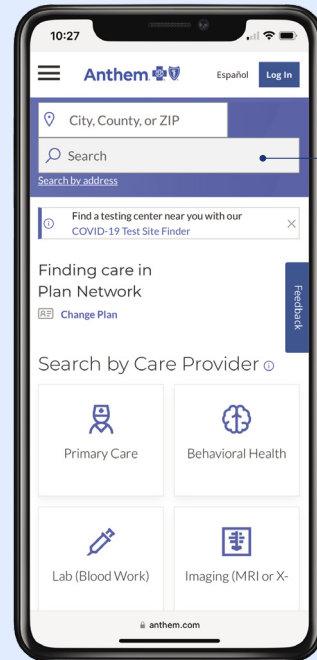 10:27
Anthem
Español
Log In
City, County, or ZIP
Search
Search by address
Find a testing center near you with our
COVID-19 Test Site Finder
Finding care in
Plan Network
Change Plan
Feedback
Search by Care Provider
Primary Care
Behavioral Health
Lab (Blood Work)
Imaging (MRI or X-
anthem.com